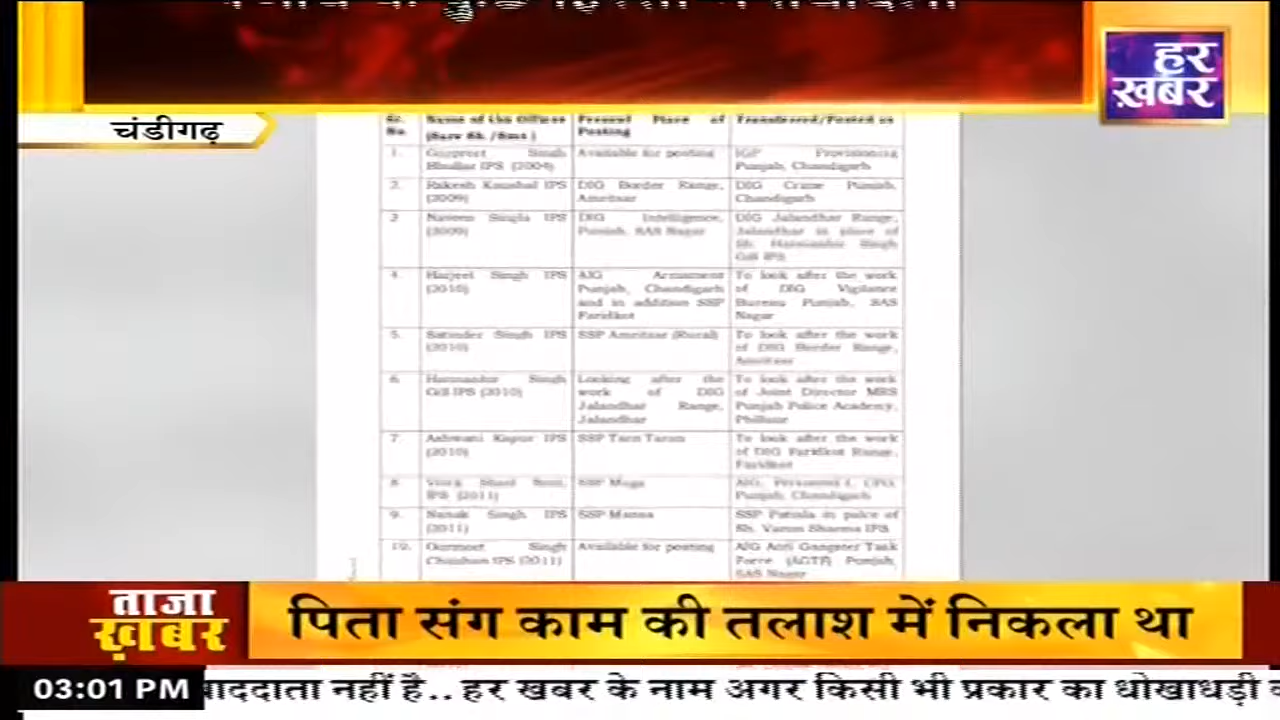 हर
ख़बर
चंडीगढ़
Sr. Name of the Officer Present Place of Transferred/Posted as
No. (Sarv Sh./Smt.) Posting
1. Gurpreet Singh Available for posting IGP Provisioning
Bhullar IPS (2004) Punjab, Chandigarh
2. Rakesh Kaushal IPS DIG Border Range, DIG Crime Punjab,
(2009) Amritsar Chandigarh
3 Naveen Singla IPS DIG Intelligence, DIG Jalandhar Range,
(2009) Punjab, SAS Nagar Jalandhar in place of
Sh. Harmanbir Singh
Gill IPS
4. Harjeet Singh IPS AIG Armament To look after the work
(2010) Punjab, Chandigarh of DIG Vigilance
and in addition SSP Bureau Punjab, SAS
Faridkot Nagar
5. Satinder Singh IPS SSP Amritsar (Rural) To look after the work
(2010) of DIG Border Range,
Amritsar
6. Harmanbir Singh Looking after the To look after the work
Gill IPS (2010) work of DIG of Joint Director MRS
Jalandhar Range, Punjab Police Academy,
Jalandhar Phillaur
7. Ashwani Kapur IPS SSP Tarn Taran To look after the work
(2010) of DIG Faridkot Range,
Faridkot
8. Vivek Sheel Soni, SSP Moga AIG, Personnel-I, CPO,
IPS (2011) Punjab, Chandigarh
9. Nanak Singh IPS SSP Mansa SSP Patiala in palce of
(2011) Sh. Varun Sharma IPS
10. Gurmeet Singh Available for posting AIG Anti Gangster Task
Chauhan IPS (2011) Force (AGTF) Punjab,
SAS Nagar
ताजा
ख़बर
पिता संग काम की तलाश में निकला था
03:01 PM
नहीं है.. हर खबर के नाम अगर किसी भी प्रकार का धोखाधड़ी